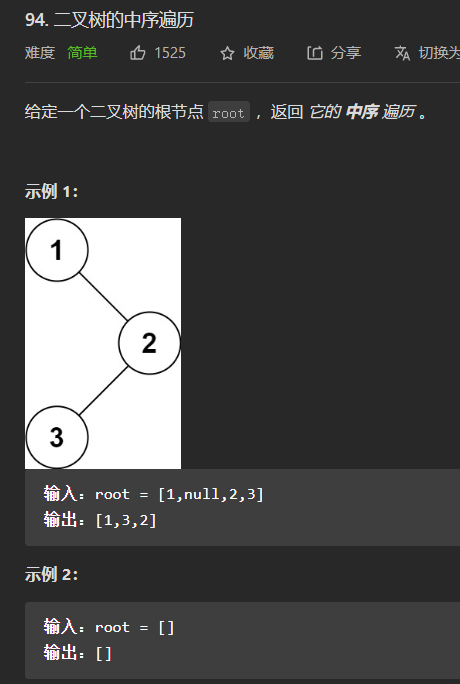 94. 二叉树的中序遍历
难度 简单 1525 收藏 分享 切换为
给定一个二叉树的根节点 root ，返回 它的 中序 遍历 。
示例 1：
1
2
3
输入：root = [1,null,2,3]
输出：[1,3,2]
示例 2：
输入：root = []
输出：[]